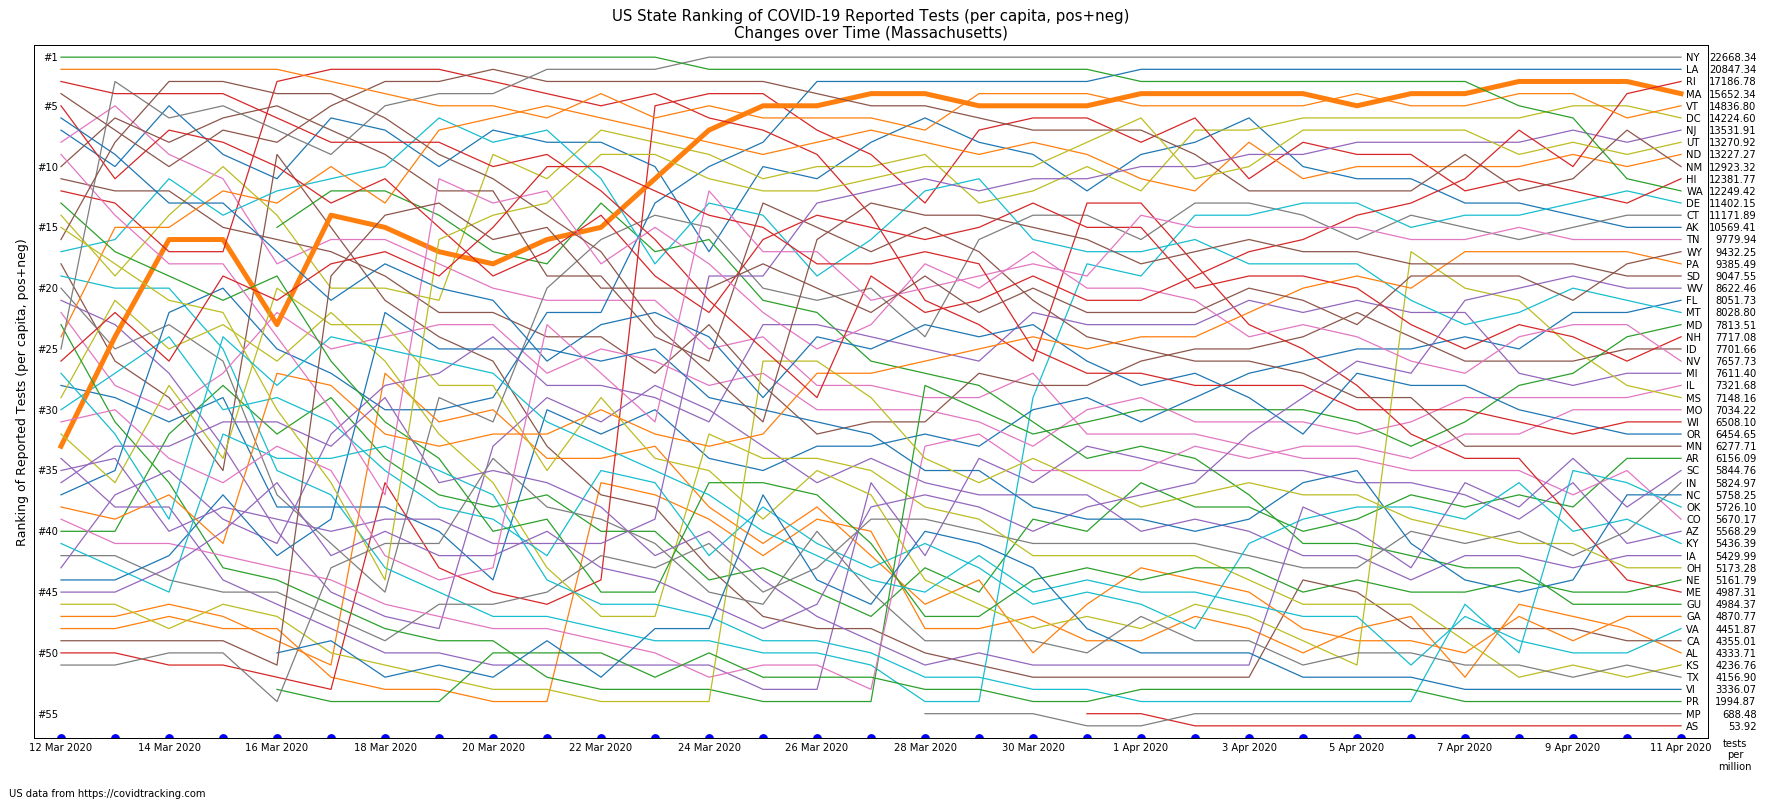 US State Ranking of COVID-19 Reported Tests (per capita, pos+neg)
Changes over Time (Massachusetts)
Ranking of Reported Tests (per capita, pos+neg)
#1
#5
#10
#15
#20
#25
#30
#35
#40
#45
#50
#55
NY 22668.34
LA 20847.34
RI 17186.78
MA 15652.34
VT 14836.80
DC 14224.60
NJ 13531.91
UT 13270.92
ND 13227.27
NM 12923.32
HI 12381.77
WA 12249.42
DE 11402.15
CT 11171.89
AK 10569.41
TN 9779.94
WY 9432.25
PA 9385.49
SD 9047.55
WV 8622.46
FL 8051.73
MT 8028.80
MD 7813.51
NH 7717.08
ID 7701.66
NV 7657.73
MI 7611.40
IL 7321.68
MS 7148.16
MO 7034.22
WI 6508.10
OR 6454.65
MN 6277.71
AR 6156.09
SC 5844.76
IN 5824.97
NC 5758.25
OK 5726.10
CO 5670.17
AZ 5568.29
KY 5436.39
IA 5429.99
OH 5173.28
NE 5161.79
ME 4987.31
GU 4984.37
GA 4870.77
VA 4451.87
CA 4355.01
AL 4333.71
KS 4236.76
TX 4156.90
VI 3336.07
PR 1994.87
MP 688.48
AS 53.92
12 Mar 2020 14 Mar 2020 16 Mar 2020 18 Mar 2020 20 Mar 2020 22 Mar 2020 24 Mar 2020 26 Mar 2020 28 Mar 2020 30 Mar 2020 1 Apr 2020 3 Apr 2020 5 Apr 2020 7 Apr 2020 9 Apr 2020 11 Apr 2020
tests
per
million
US data from https://covidtracking.com